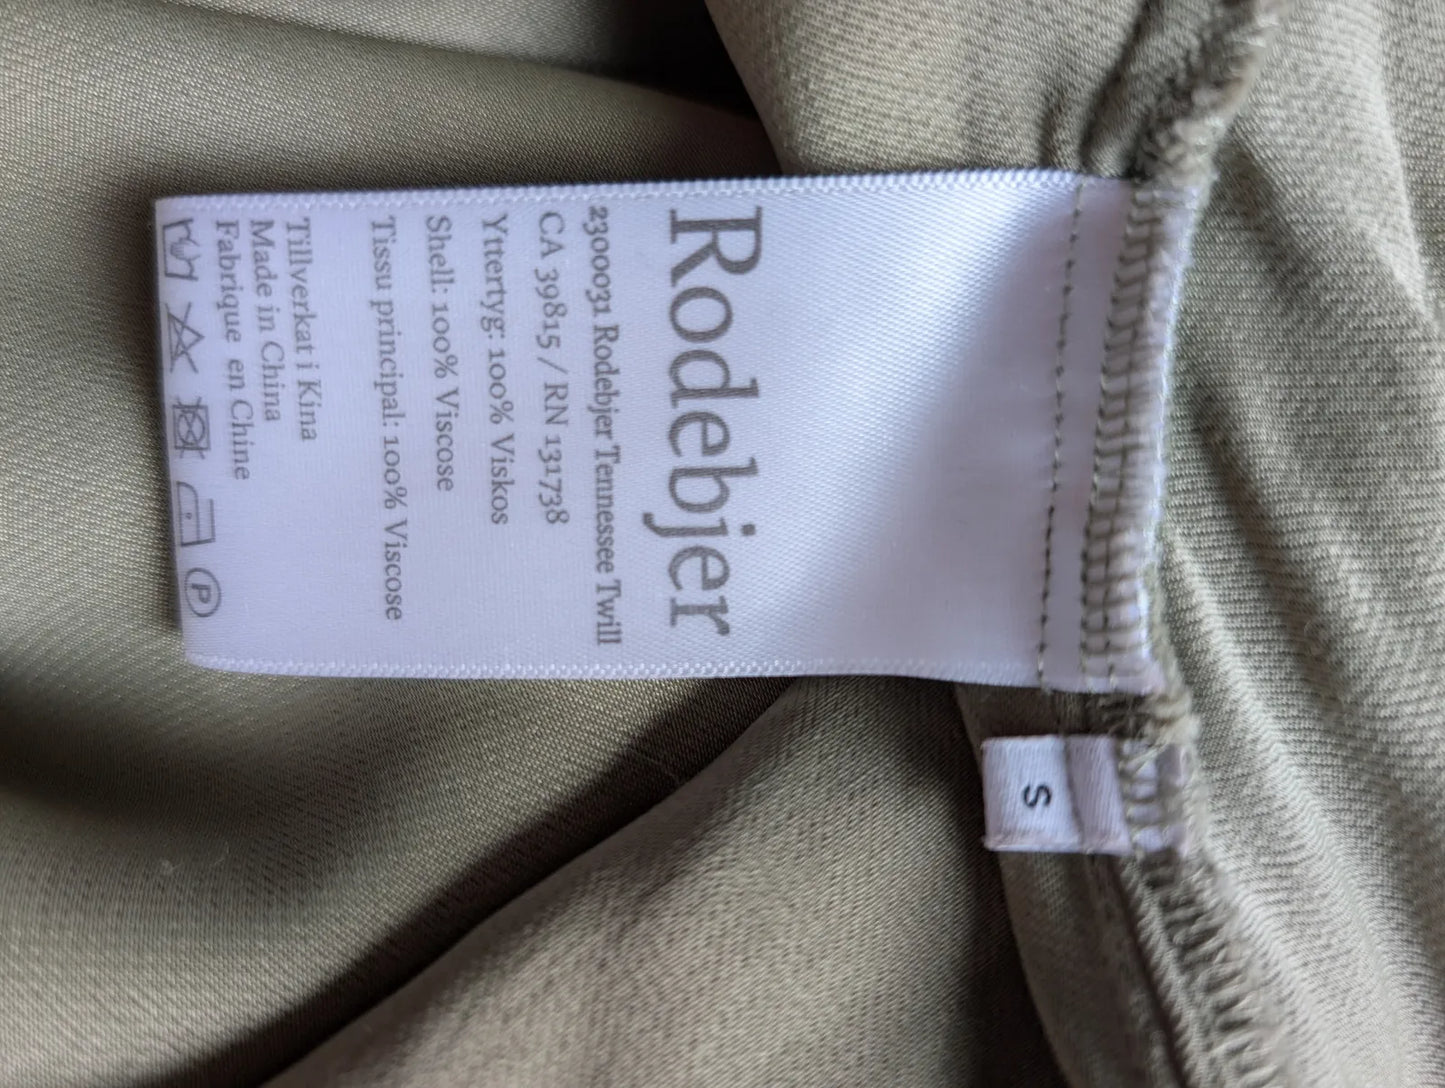 Rodebjer
2300031 Rodebjer Tennessee Twill
CA 39815 / RN 131738
Yttertyg: 100% Viskos
Shell: 100% Viscose
Tissu principal: 100% Viscose
Tillverkat i Kina
Made in China
Fabrique en Chine
P
S